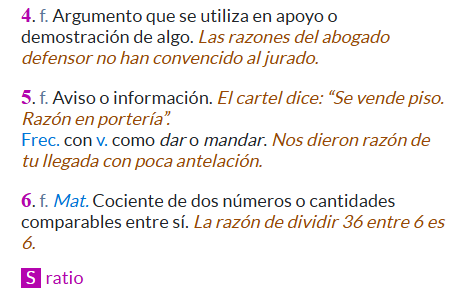 4. f. Argumento que se utiliza en apoyo o
demostración de algo. Las razones del abogado
defensor no han convencido al jurado.
5. f. Aviso o información. El cartel dice: “Se vende piso.
Razón en portería”.
Frec. con v. como dar o mandar. Nos dieron razón de
tu llegada con poca antelación.
6. f. Mat. Cociente de dos números o cantidades
comparables entre sí. La razón de dividir 36 entre 6 es
6.
S ratio